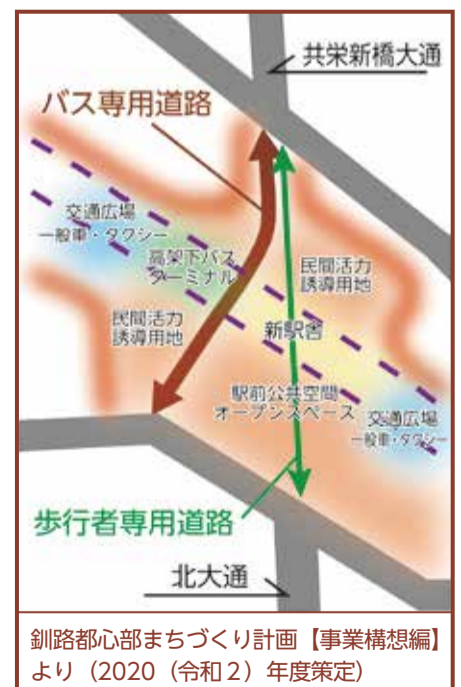 共栄新橋大通
バス専用道路
交通広場
一般車・タクシー
高架下バス
ターミナル
民間活力
誘導用地
民間活力
誘導用地
新駅舎
駅前公共空間
オープンスペース
交通広場
一般車・タクシー
歩行者専用道路
北大通
釧路都心部まちづくり計画【事業構想編】
より(2020(令和2)年度策定)